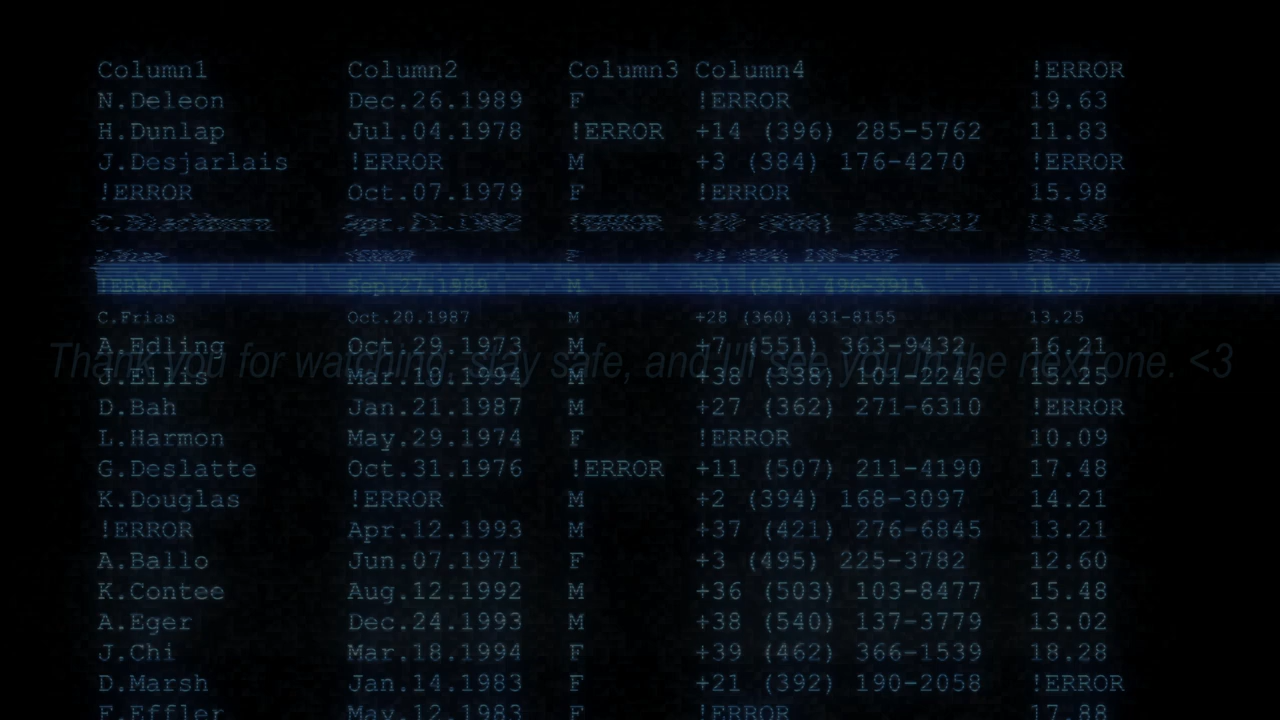 Column1 Column2 Column3 Column4 !ERROR
N.Deleon Dec.26.1989 F !ERROR 19.63
H.Dunlap Jul.04.1978 !ERROR +14 (396) 285-5762 11.83
J.Desjarlais !ERROR M +3 (384) 176-4270 !ERROR
!ERROR Oct.07.1979 F !ERROR 15.98
!ERROR
!ERROR
!ERROR Sep.27.1989 M +31 (561) 496-3915 18.57
C.Frias Oct.20.1987 M +28 (360) 431-8155 13.25
A.Edling Oct.29.1973 M +7 (551) 363-9432 16.21
Thank you for watching, stay safe, and I'll see you in the next one. <3
J.Ellis Mar.10.1994 M +38 (338) 101-2243 15.25
D.Bah Jan.21.1987 M +27 (362) 271-6310 !ERROR
L.Harmon May.29.1974 F !ERROR 10.09
G.Deslatte Oct.31.1976 !ERROR +11 (507) 211-4190 17.48
K.Douglas !ERROR M +2 (394) 168-3097 14.21
!ERROR Apr.12.1993 M +37 (421) 276-6845 13.21
A.Ballo Jun.07.1971 F +3 (495) 225-3782 12.60
K.Contee Aug.12.1992 M +36 (503) 103-8477 15.48
A.Eger Dec.24.1993 M +38 (540) 137-3779 13.02
J.Chi Mar.18.1994 F +39 (462) 366-1539 18.28
D.Marsh Jan.14.1983 F +21 (392) 190-2058 !ERROR
F.Effler May.12.1983 F !ERROR 17.88